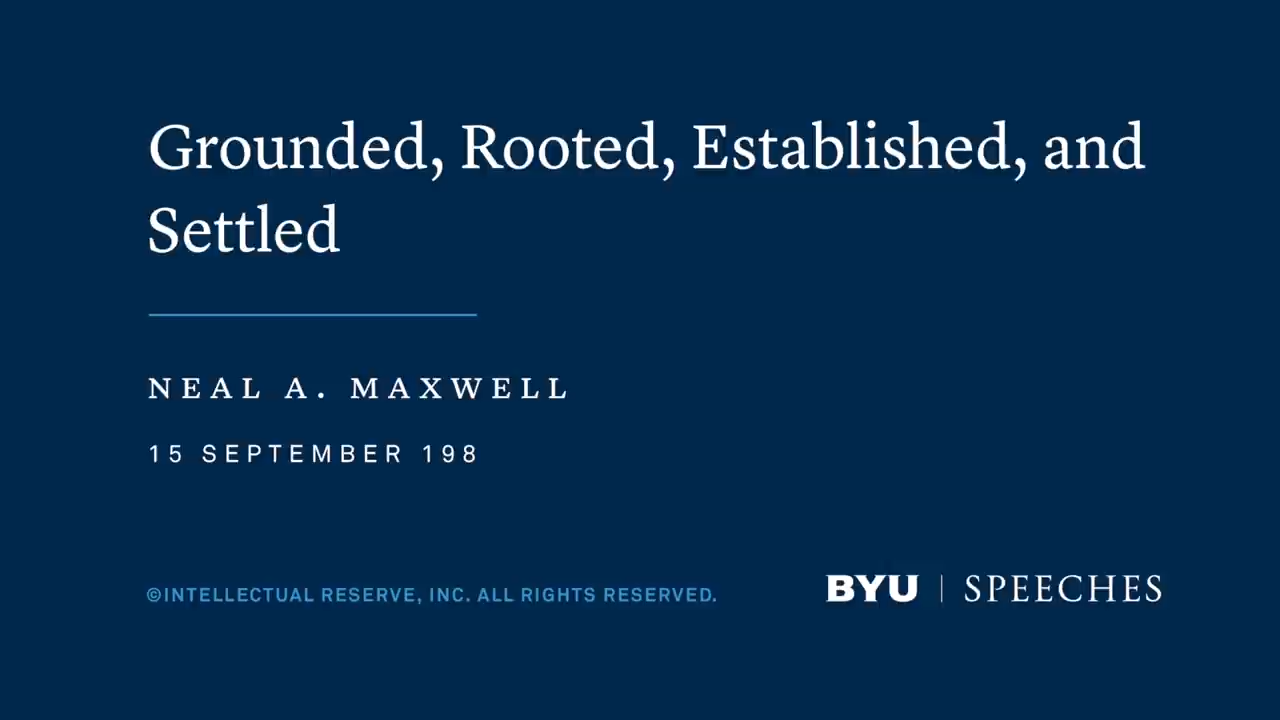 Grounded, Rooted, Established, and
Settled
NEAL A. MAXWELL
15 SEPTEMBER 198
©INTELLECTUAL RESERVE, INC. ALL RIGHTS RESERVED.
BYU | SPEECHES